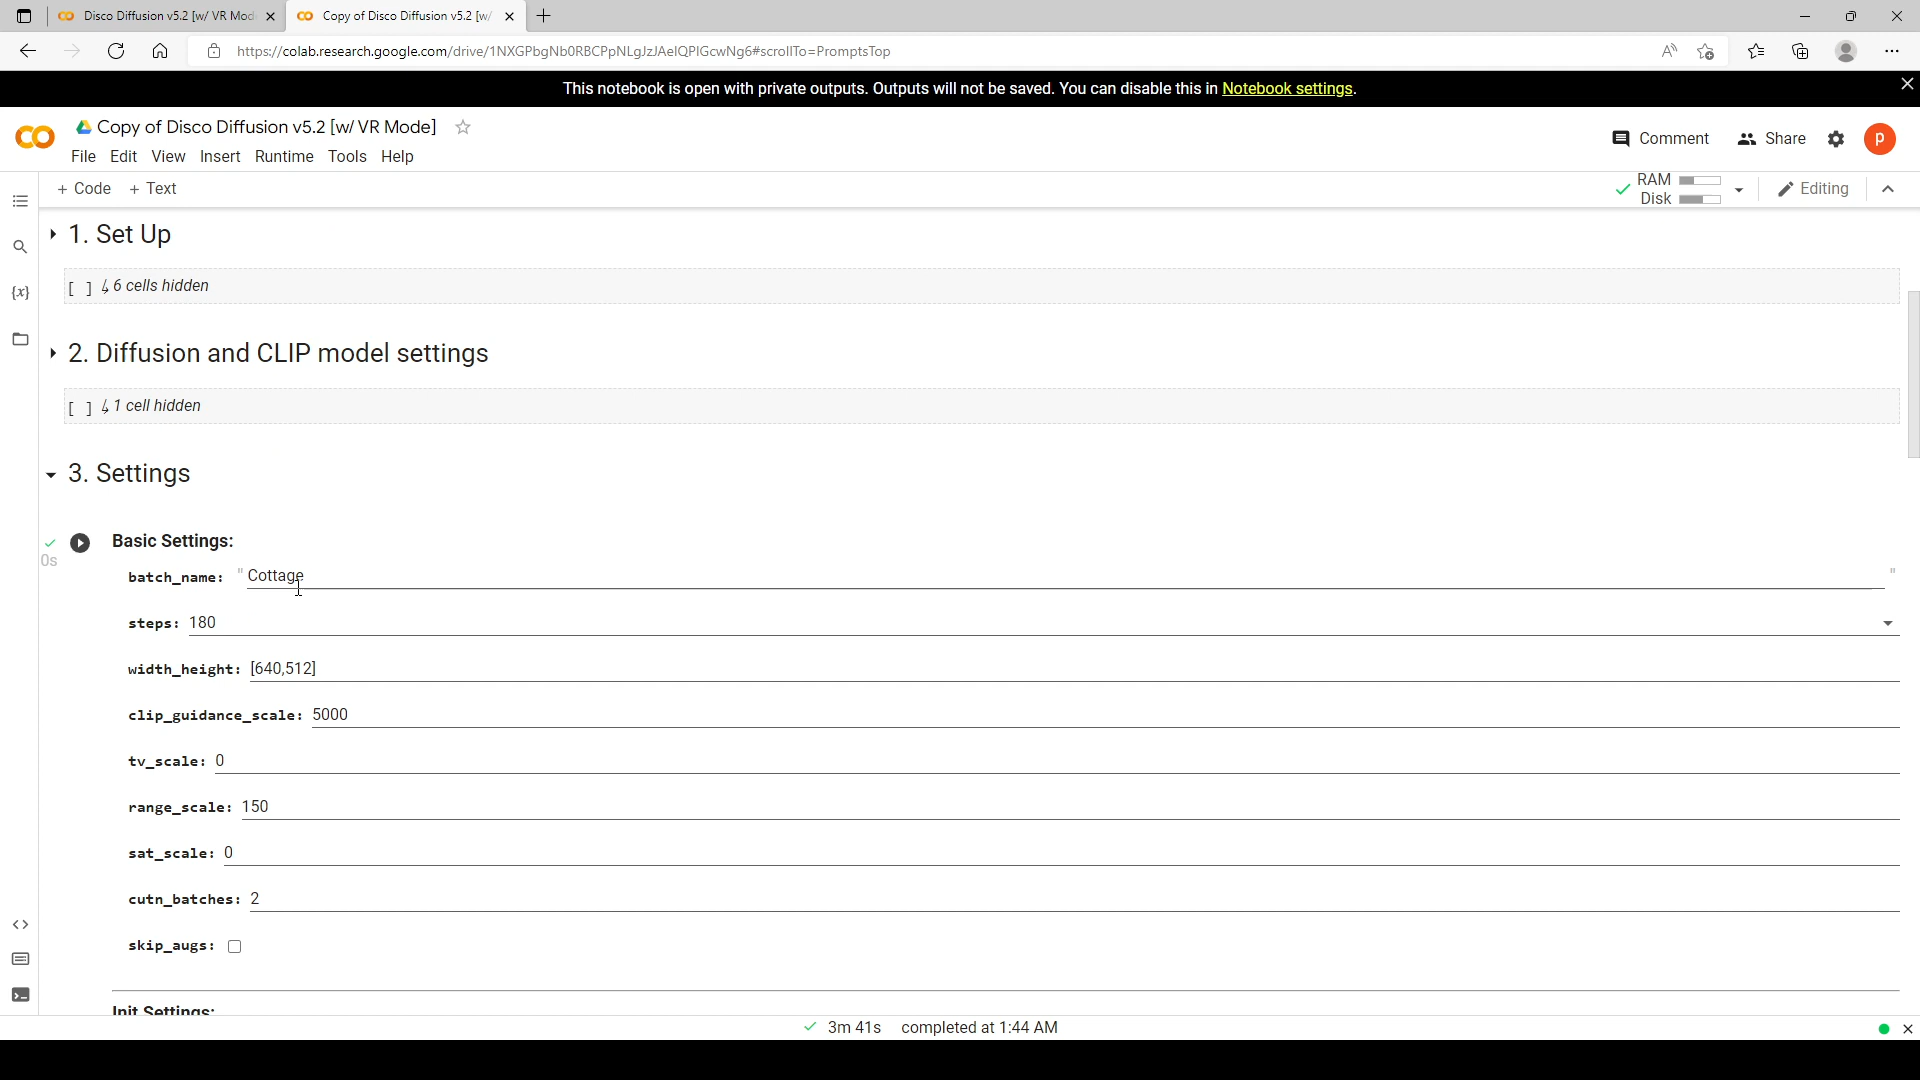 Disco Diffusion v5.2 [w/ VR Mod
Copy of Disco Diffusion v5.2 [w/
https://colab.research.google.com/drive/1NXGPbgNb0RBCPpNLgJzJAelQPIGcwNg6#scrollTo=PromptsTop
This notebook is open with private outputs. Outputs will not be saved. You can disable this in Notebook settings.
Copy of Disco Diffusion v5.2 [w/ VR Mode]
File Edit View Insert Runtime Tools Help
Comment Share P
+ Code + Text
RAM
Disk
Editing
1. Set Up
[ ] ↳ 6 cells hidden
2. Diffusion and CLIP model settings
[ ] ↳ 1 cell hidden
3. Settings
0s
Basic Settings:
batch_name: " Cottage "
steps: 180
width_height: [640,512]
clip_guidance_scale: 5000
tv_scale: 0
range_scale: 150
sat_scale: 0
cutn_batches: 2
skip_augs:
Init Settings:
3m 41s completed at 1:44 AM